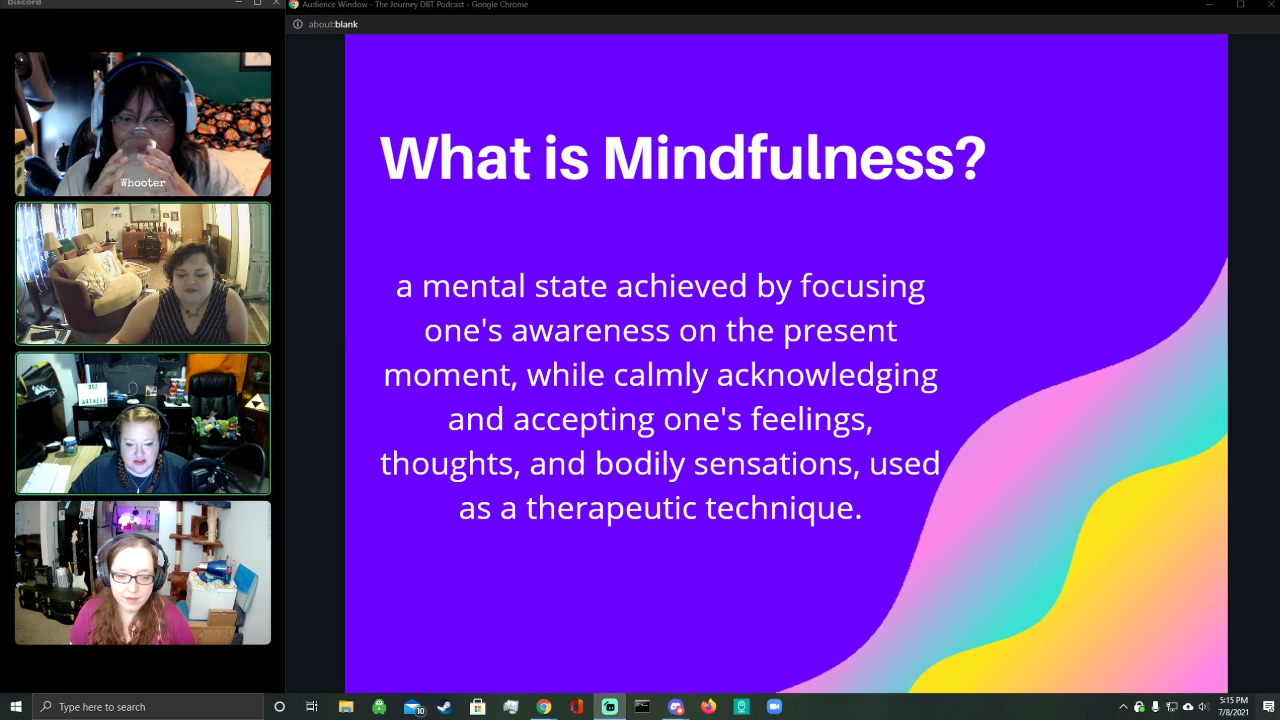 Discord
Audience Window - The Journey DBT Podcast - Google Chrome
about:blank
Whooter
What is Mindfulness?
a mental state achieved by focusing
one's awareness on the present
moment, while calmly acknowledging
and accepting one's feelings,
thoughts, and bodily sensations, used
as a therapeutic technique.
Type here to search
10
5:15 PM
7/8/2021